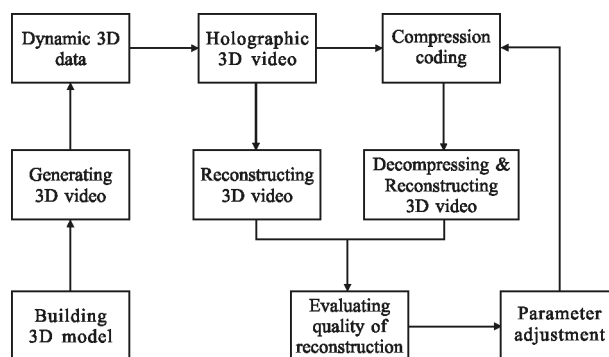 Dynamic 3D
data
Holographic
3D video
Compression
coding
Generating
3D video
Reconstructing
3D video
Decompressing &
Reconstructing
3D video
Building
3D model
Evaluating
quality of
reconstruction
Parameter
adjustment